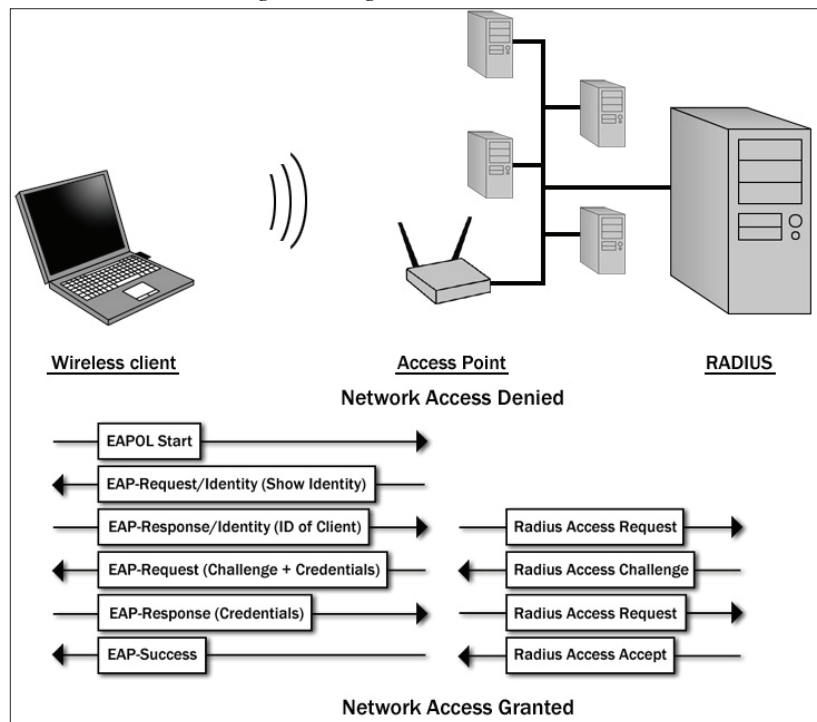 Wireless client Access Point RADIUS
Network Access Denied
EAPOL Start
EAP-Request/Identity (Show Identity)
EAP-Response/Identity (ID of Client) Radius Access Request
EAP-Request (Challenge + Credentials) Radius Access Challenge
EAP-Response (Credentials) Radius Access Request
EAP-Success Radius Access Accept
Network Access Granted